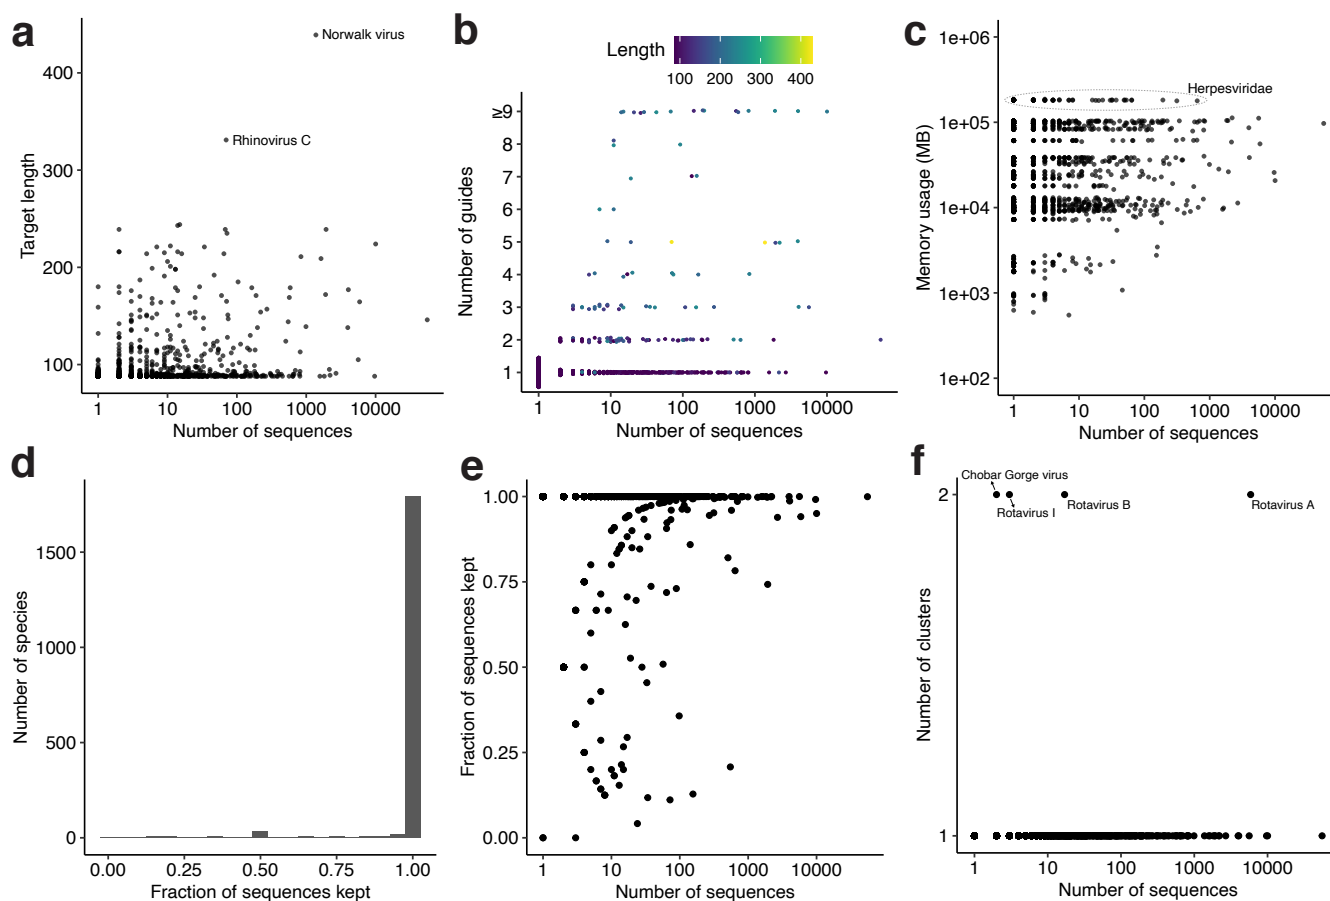 a
Norwalk virus
Rhinovirus C
Target length
400
300
200
100
1
10
100
1000
10000
Number of sequences
b
Length
100
200
300
400
Number of guides
≥9
8
7
6
5
4
3
2
1
1
10
100
1000
10000
Number of sequences
c
Herpesviridae
Memory usage (MB)
1e+06
1e+05
1e+04
1e+03
1e+02
1
10
100
1000
10000
Number of sequences
d
Number of species
1500
1000
500
0
0.00
0.25
0.50
0.75
1.00
Fraction of sequences kept
e
Fraction of sequences kept
1.00
0.75
0.50
0.25
0.00
1
10
100
1000
10000
Number of sequences
f
Chobar Gorge virus
Rotavirus I
Rotavirus B
Rotavirus A
Number of clusters
2
1
1
10
100
1000
10000
Number of sequences